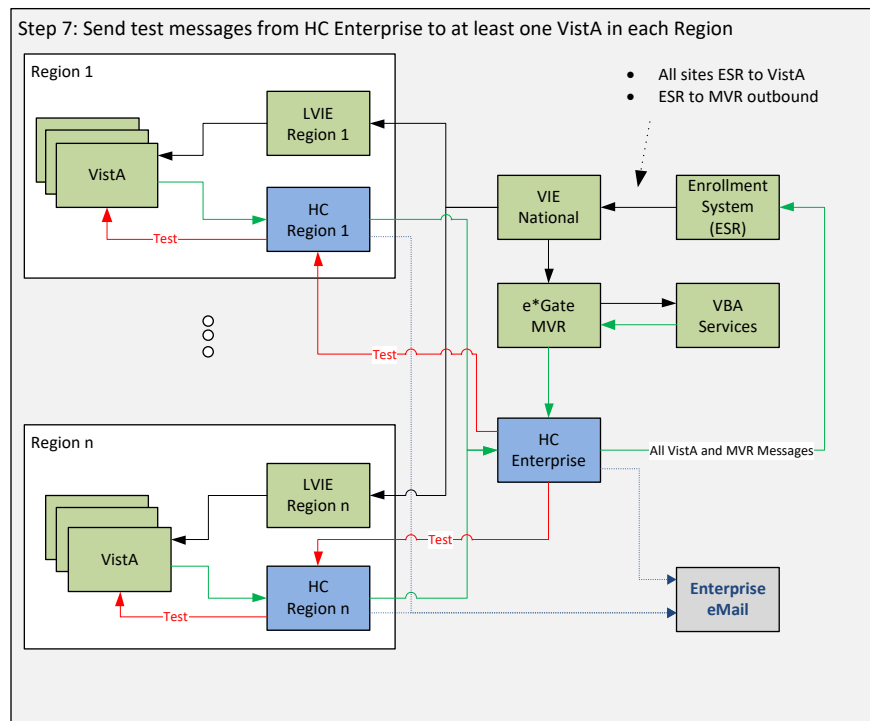 Step 7: Send test messages from HC Enterprise to at least one VistA in each Region
Region 1
• All sites ESR to VistA
• ESR to MVR outbound
LVIE
Region 1
VistA
HC
Region 1
Test
VIE
National
Enrollment
System
(ESR)
e*Gate
MVR
VBA
Services
Test
Region n
HC
Enterprise
All VistA and MVR Messages
LVIE
Region n
VistA
Test
HC
Region n
Test
Enterprise
eMail